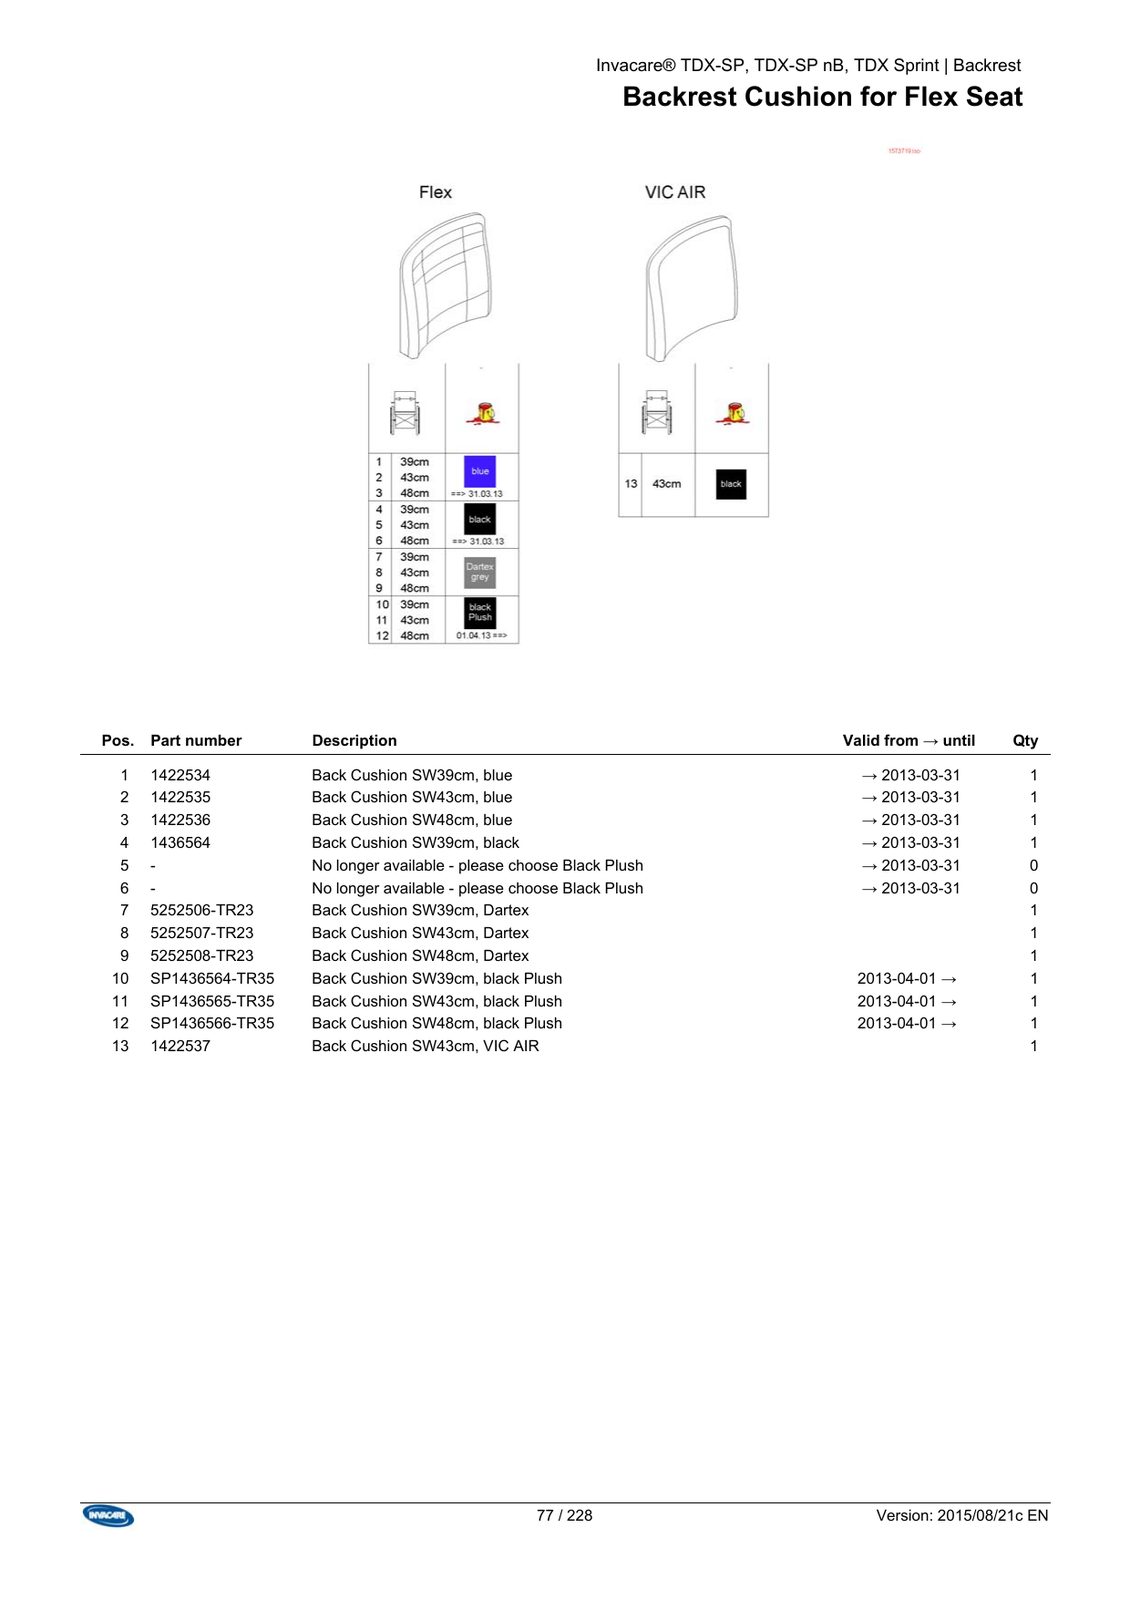 Invacare® TDX-SP, TDX-SP nB, TDX Sprint | Backrest
Backrest Cushion for Flex Seat
1573719.iso
Flex
VIC AIR
1 39cm
2 43cm blue
3 48cm ==> 31.03.13
4 39cm
5 43cm black
6 48cm ==> 31.03.13
7 39cm
8 43cm Dartex grey
9 48cm
10 39cm
11 43cm black Plush
12 48cm 01.04.13 ==>
13 43cm black
Pos. Part number Description Valid from → until Qty
1 1422534 Back Cushion SW39cm, blue → 2013-03-31 1
2 1422535 Back Cushion SW43cm, blue → 2013-03-31 1
3 1422536 Back Cushion SW48cm, blue → 2013-03-31 1
4 1436564 Back Cushion SW39cm, black → 2013-03-31 1
5 - No longer available - please choose Black Plush → 2013-03-31 0
6 - No longer available - please choose Black Plush → 2013-03-31 0
7 5252506-TR23 Back Cushion SW39cm, Dartex 1
8 5252507-TR23 Back Cushion SW43cm, Dartex 1
9 5252508-TR23 Back Cushion SW48cm, Dartex 1
10 SP1436564-TR35 Back Cushion SW39cm, black Plush 2013-04-01 → 1
11 SP1436565-TR35 Back Cushion SW43cm, black Plush 2013-04-01 → 1
12 SP1436566-TR35 Back Cushion SW48cm, black Plush 2013-04-01 → 1
13 1422537 Back Cushion SW43cm, VIC AIR 1
INVACARE
77 / 228
Version: 2015/08/21c EN